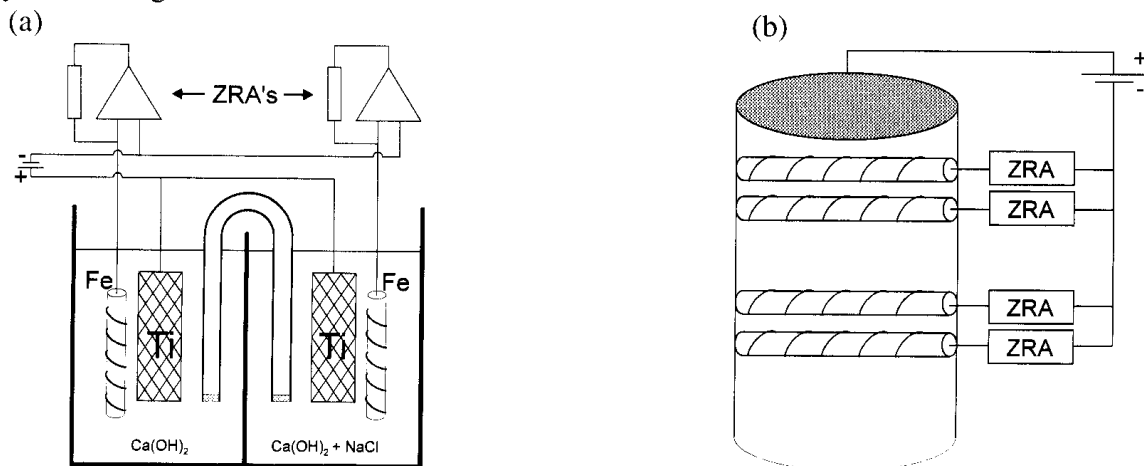 (a)
ZRA's
-
+
Fe
Fe
Ti
Ti
Ca(OH)₂
Ca(OH)₂ + NaCl
(b)
+
-
ZRA
ZRA
ZRA
ZRA